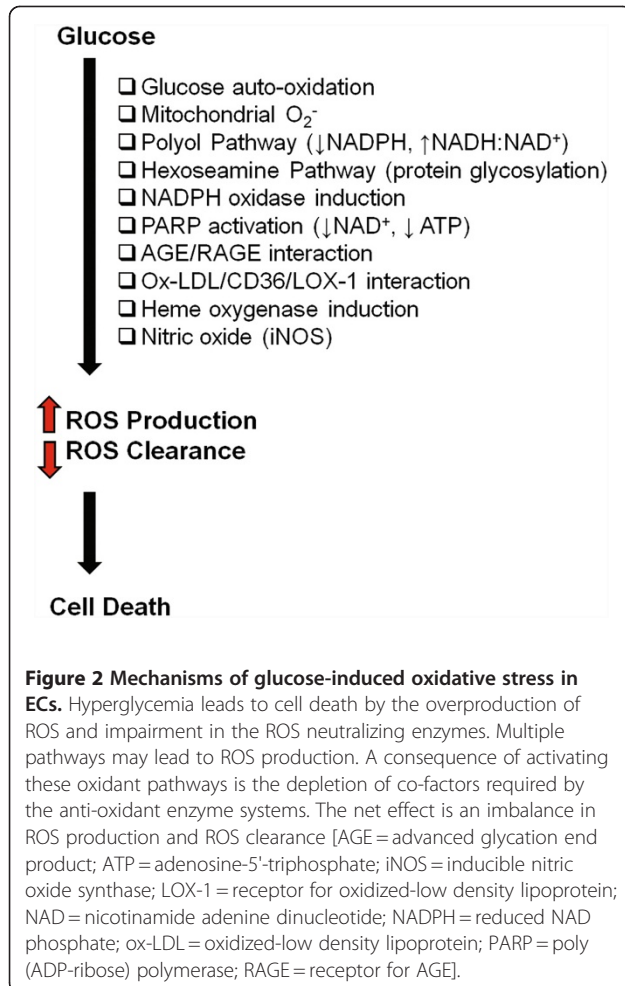 Glucose
❑ Glucose auto-oxidation
❑ Mitochondrial O₂⁻
❑ Polyol Pathway (↓NADPH, ↑NADH:NAD⁺)
❑ Hexoseamine Pathway (protein glycosylation)
❑ NADPH oxidase induction
❑ PARP activation (↓NAD⁺, ↓ ATP)
❑ AGE/RAGE interaction
❑ Ox-LDL/CD36/LOX-1 interaction
❑ Heme oxygenase induction
❑ Nitric oxide (iNOS)
ROS Production
ROS Clearance
Cell Death
Figure 2 Mechanisms of glucose-induced oxidative stress in
ECs. Hyperglycemia leads to cell death by the overproduction of
ROS and impairment in the ROS neutralizing enzymes. Multiple
pathways may lead to ROS production. A consequence of activating
these oxidant pathways is the depletion of co-factors required by
the anti-oxidant enzyme systems. The net effect is an imbalance in
ROS production and ROS clearance [AGE = advanced glycation end
product; ATP = adenosine-5'-triphosphate; iNOS = inducible nitric
oxide synthase; LOX-1 = receptor for oxidized-low density lipoprotein;
NAD = nicotinamide adenine dinucleotide; NADPH = reduced NAD
phosphate; ox-LDL = oxidized-low density lipoprotein; PARP = poly
(ADP-ribose) polymerase; RAGE = receptor for AGE].